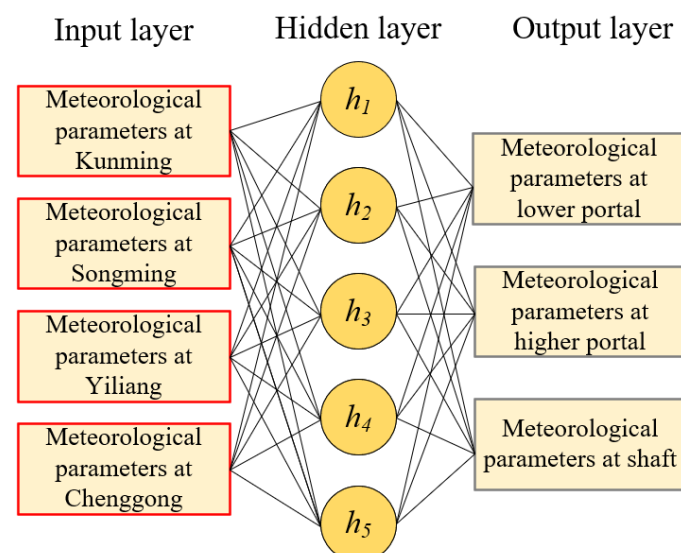 Input layer
Hidden layer
Output layer
Meteorological
parameters at
Kunming
Meteorological
parameters at
Songming
Meteorological
parameters at
Yiliang
Meteorological
parameters at
Chenggong
h1
h2
h3
h4
h5
Meteorological
parameters at
lower portal
Meteorological
parameters at
higher portal
Meteorological
parameters at shaft